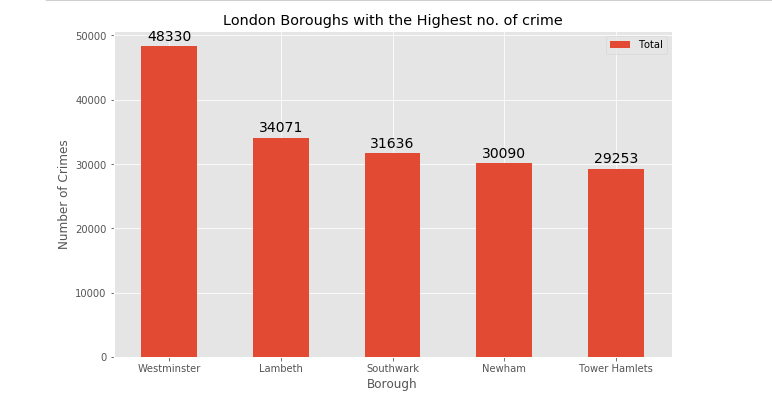 London Boroughs with the Highest no. of crime
Total
50000
40000
30000
20000
10000
0
Number of Crimes
48330
34071
31636
30090
29253
Westminster
Lambeth
Southwark
Newham
Tower Hamlets
Borough